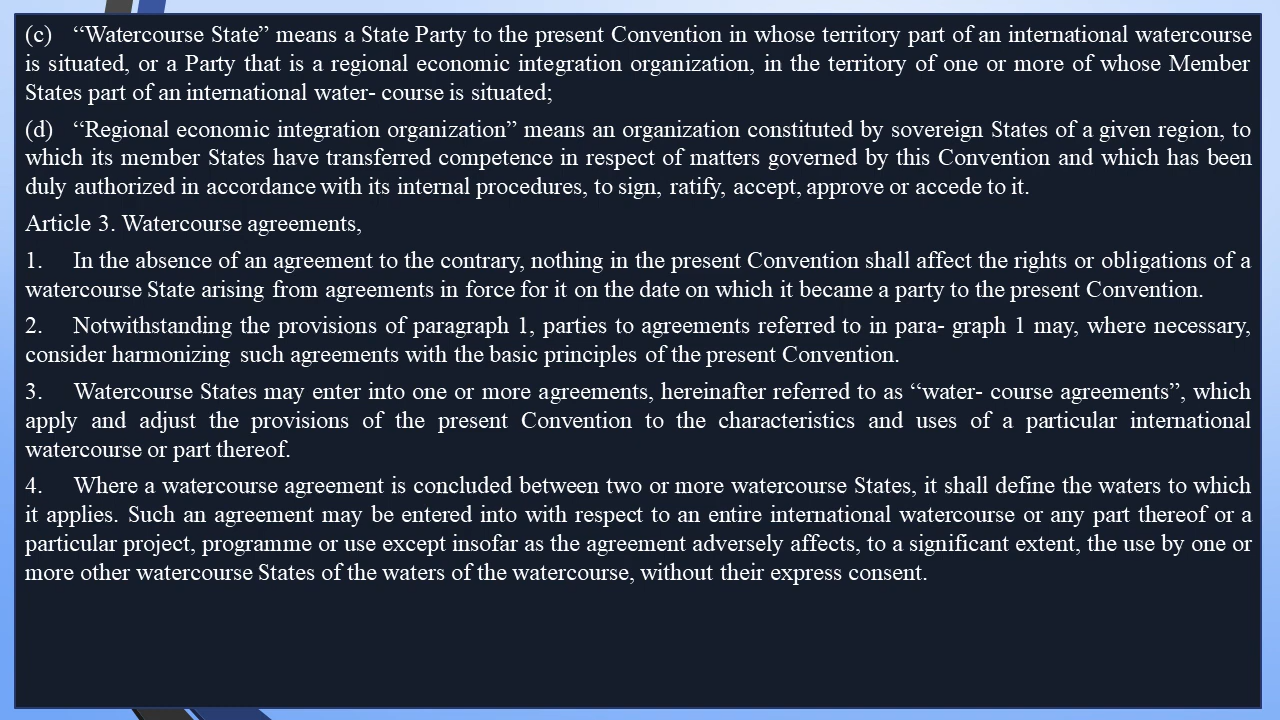 (c) “Watercourse State” means a State Party to the present Convention in whose territory part of an international watercourse
is situated, or a Party that is a regional economic integration organization, in the territory of one or more of whose Member
States part of an international water- course is situated;
(d) “Regional economic integration organization” means an organization constituted by sovereign States of a given region, to
which its member States have transferred competence in respect of matters governed by this Convention and which has been
duly authorized in accordance with its internal procedures, to sign, ratify, accept, approve or accede to it.
Article 3. Watercourse agreements,
1. In the absence of an agreement to the contrary, nothing in the present Convention shall affect the rights or obligations of a
watercourse State arising from agreements in force for it on the date on which it became a party to the present Convention.
2. Notwithstanding the provisions of paragraph 1, parties to agreements referred to in para- graph 1 may, where necessary,
consider harmonizing such agreements with the basic principles of the present Convention.
3. Watercourse States may enter into one or more agreements, hereinafter referred to as “water- course agreements”, which
apply and adjust the provisions of the present Convention to the characteristics and uses of a particular international
watercourse or part thereof.
4. Where a watercourse agreement is concluded between two or more watercourse States, it shall define the waters to which
it applies. Such an agreement may be entered into with respect to an entire international watercourse or any part thereof or a
particular project, programme or use except insofar as the agreement adversely affects, to a significant extent, the use by one or
more other watercourse States of the waters of the watercourse, without their express consent.